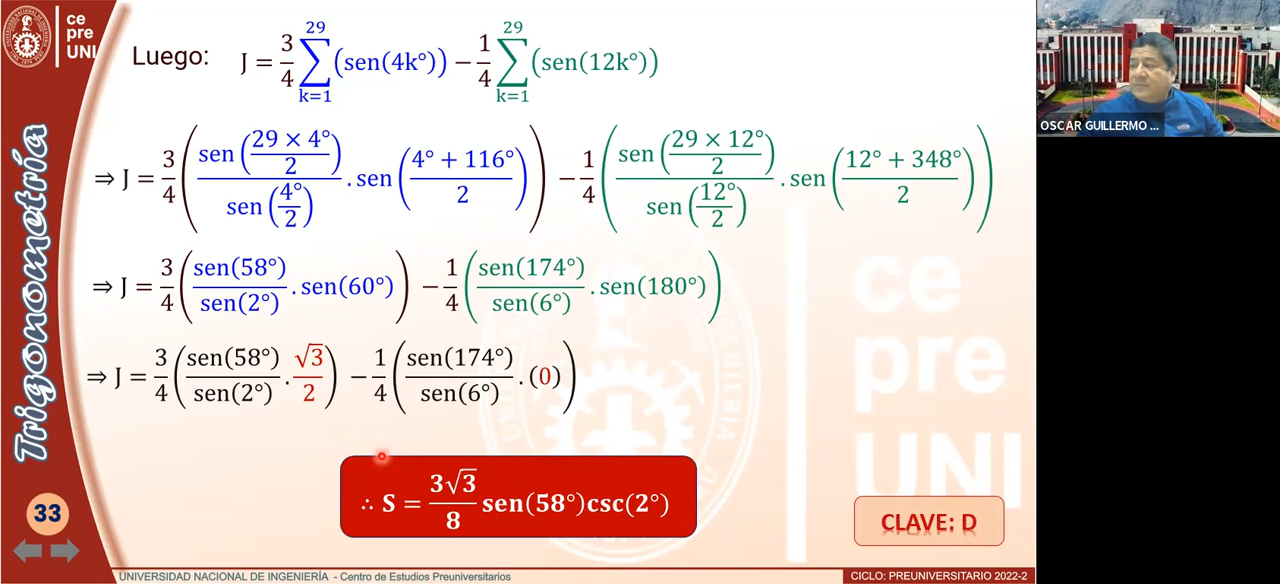 ce
pre
UNI
Luego: J = 3/4 ∑_{k=1}^{29} (sen(4k°)) − 1/4 ∑_{k=1}^{29} (sen(12k°))
⇒ J = 3/4 ( sen(29 × 4°/2) / sen(4°/2) . sen(4° + 116°/2) ) − 1/4 ( sen(29 × 12°/2) / sen(12°/2) . sen(12° + 348°/2) )
⇒ J = 3/4 ( sen(58°)/sen(2°) . sen(60°) ) − 1/4 ( sen(174°)/sen(6°) . sen(180°) )
⇒ J = 3/4 ( sen(58°)/sen(2°) . √3/2 ) − 1/4 ( sen(174°)/sen(6°) . (0) )
∴ S = 3√3/8 sen(58°)csc(2°)
CLAVE: D
Trigonometría
33
ce
pre
UNI
UNIVERSIDAD NACIONAL DE INGENIERÍA - Centro de Estudios Preuniversitarios
CICLO: PREUNIVERSITARIO 2022-2
OSCAR GUILLERMO ...